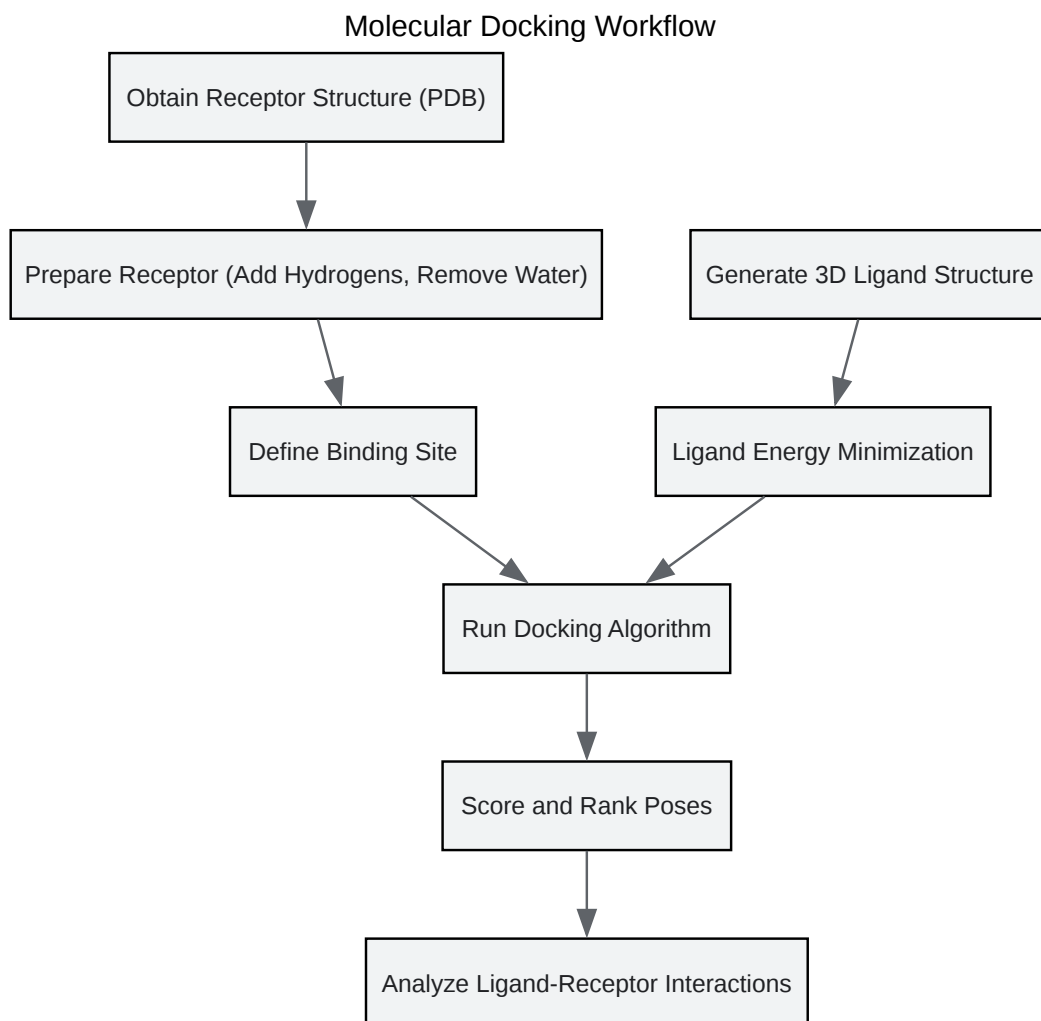 Molecular Docking Workflow
Obtain Receptor Structure (PDB)
Prepare Receptor (Add Hydrogens, Remove Water)
Generate 3D Ligand Structure
Define Binding Site
Ligand Energy Minimization
Run Docking Algorithm
Score and Rank Poses
Analyze Ligand-Receptor Interactions